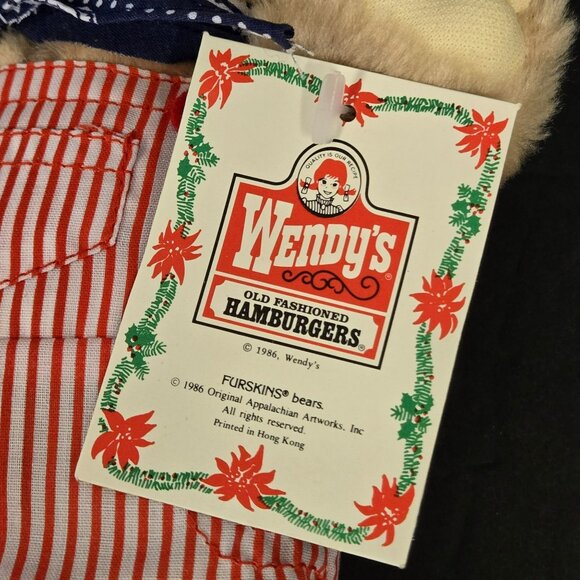 QUALITY IS OUR RECIPE
WENDY'S ®
OLD FASHIONED
HAMBURGERS ®
© 1986, Wendy's
FURSKINS® bears.
© 1986 Original Appalachian Artworks, Inc
All rights reserved.
Printed in Hong Kong